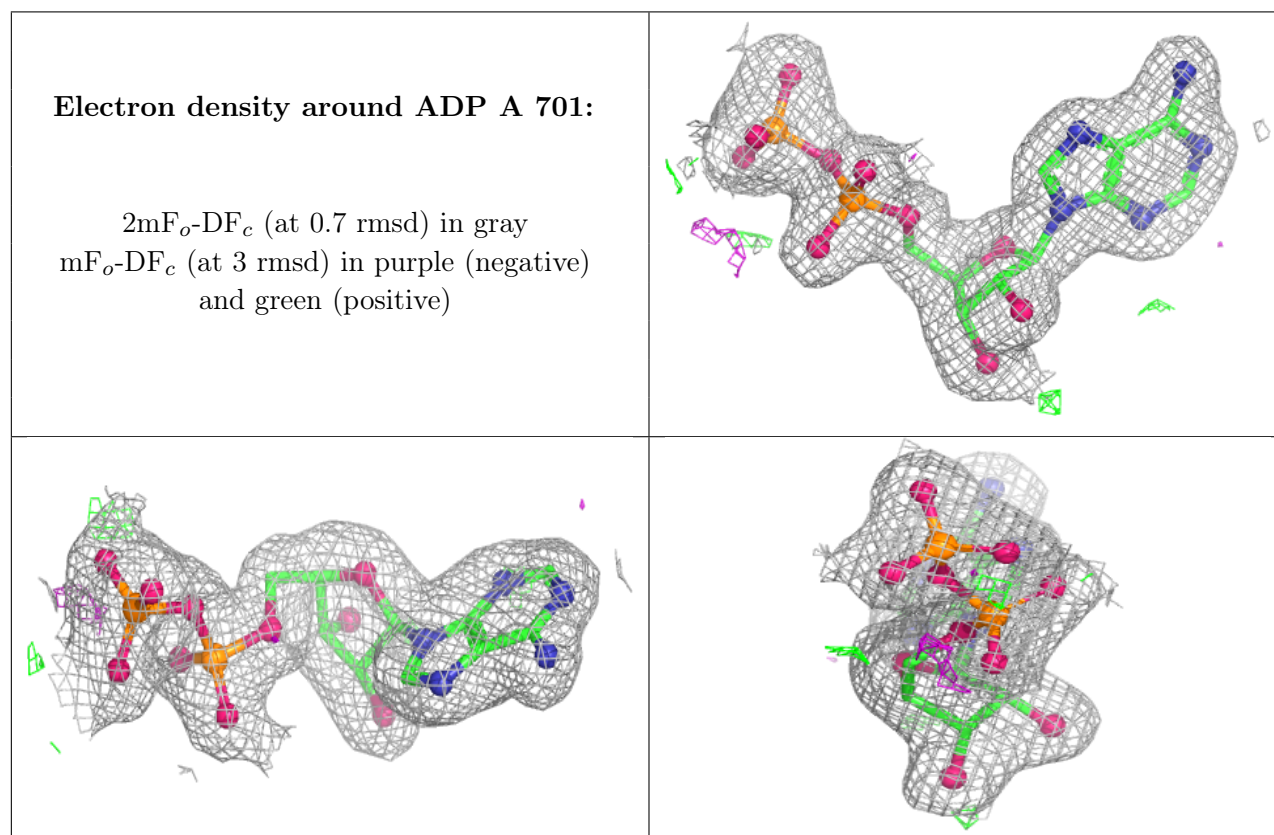 Electron density around ADP A 701:
2mFo-DFc (at 0.7 rmsd) in gray
mFo-DFc (at 3 rmsd) in purple (negative)
and green (positive)